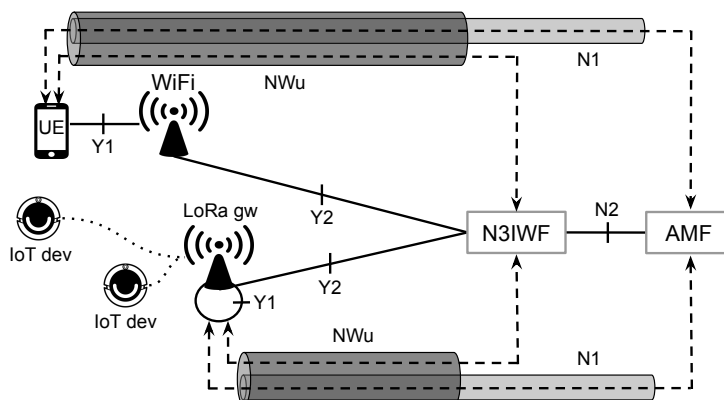 N1
NWu
WiFi
UE
Y1
Y2
N2
LoRa gw
N3IWF
AMF
IoT dev
Y2
Y1
IoT dev
NWu
N1